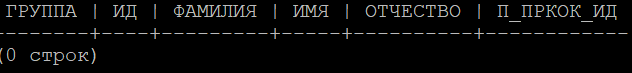 ГРУППА | ИД | ФАМИЛИЯ | ИМЯ | ОТЧЕСТВО | П_ПРКОК_ИД
--------+----+---------+-----+----------+------------
(0 строк)